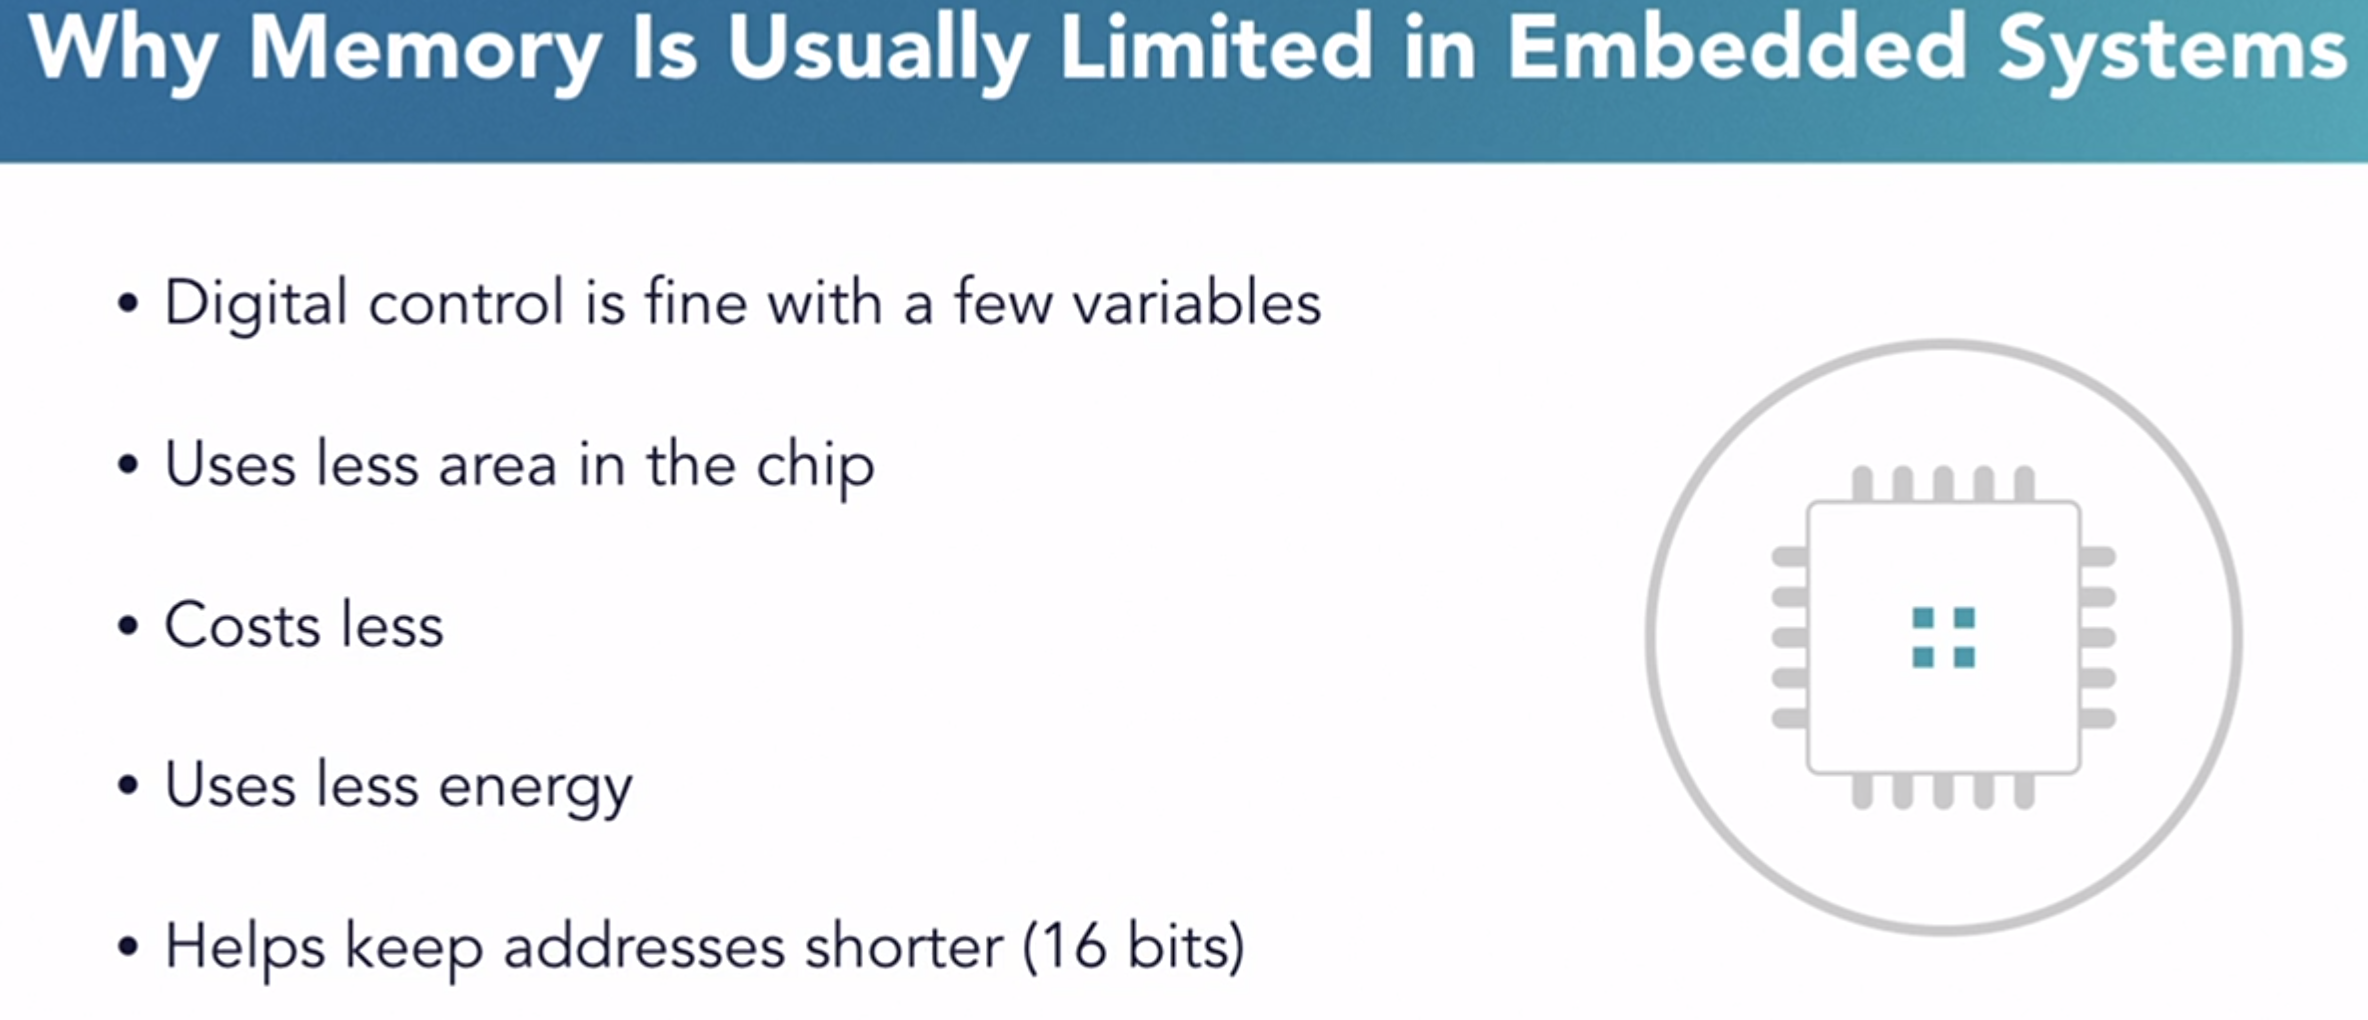 Why Memory Is Usually Limited in Embedded Systems
• Digital control is fine with a few variables
• Uses less area in the chip
• Costs less
• Uses less energy
• Helps keep addresses shorter (16 bits)